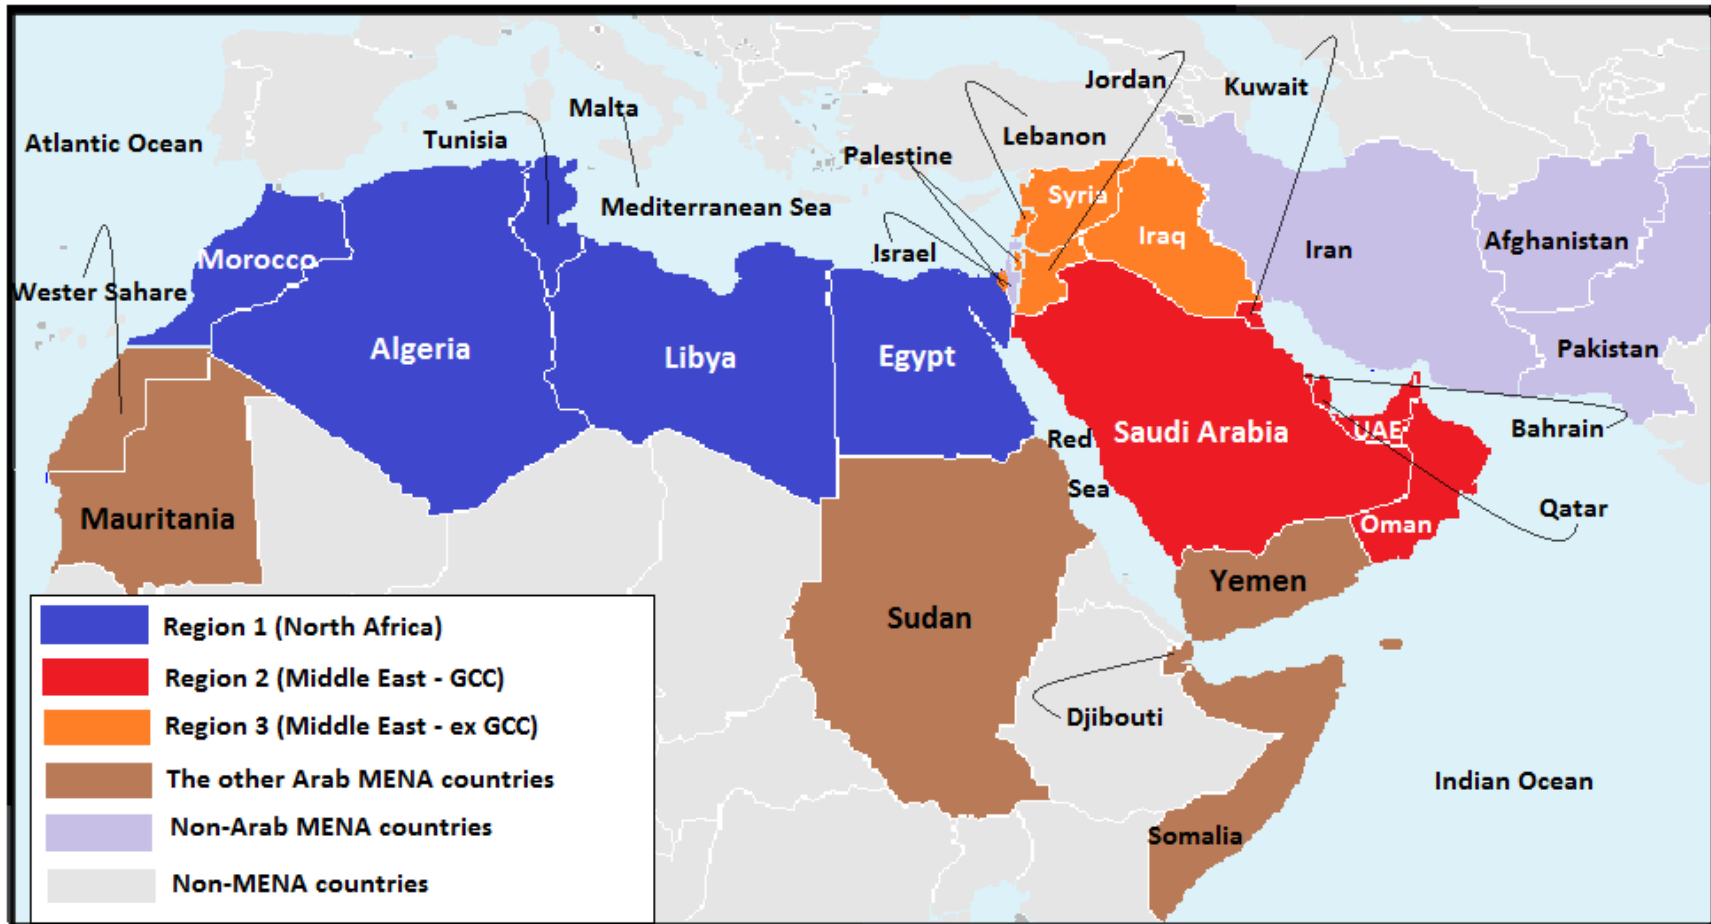 Jordan
Kuwait
Malta
Lebanon
Tunisia
Atlantic Ocean
Palestine
Syria
Mediterranean Sea
Iraq
Israel
Iran
Afghanistan
Morocco
Wester Sahare
Algeria
Libya
Egypt
Pakistan
Saudi Arabia
UAE
Bahrain
Red
Sea
Qatar
Oman
Mauritania
Yemen
Sudan
Djibouti
Indian Ocean
Somalia
Region 1 (North Africa)
Region 2 (Middle East - GCC)
Region 3 (Middle East - ex GCC)
The other Arab MENA countries
Non-Arab MENA countries
Non-MENA countries